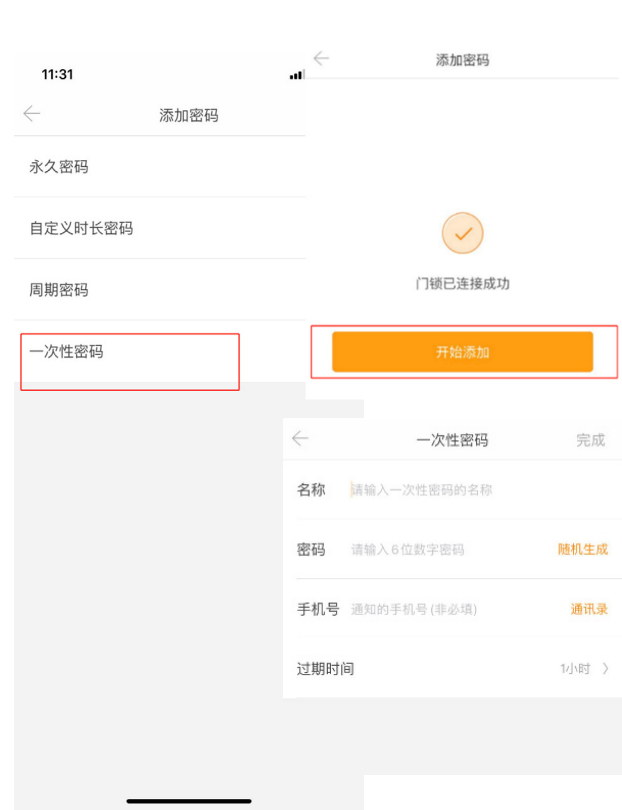 11:31
添加密码
永久密码
自定义时长密码
周期密码
一次性密码
添加密码
门锁已连接成功
开始添加
一次性密码 完成
名称 请输入一次性密码的名称
密码 请输入6位数字密码 随机生成
手机号 通知的手机号(非必填) 通讯录
过期时间 1小时